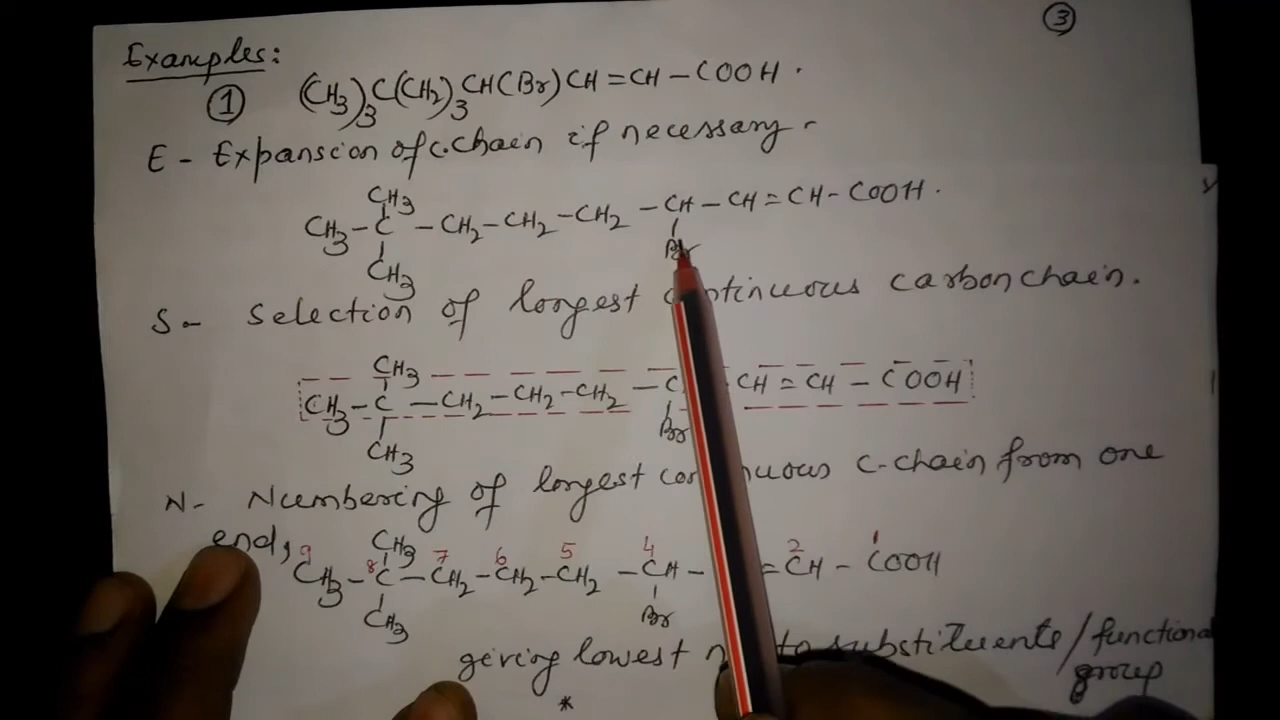 ③
Examples:
① (CH3)3C(CH2)3CH(Br)CH=CH-COOH.
E - Expansion of c.chain if necessary.
CH3
CH3-C-CH2-CH2-CH2-CH-CH=CH-COOH.
CH3 Br
S- Selection of longest continuous carbon chain.
CH3
CH3-C-CH2-CH2-CH2-C CH=CH-COOH
CH3 Br
N- Numbering of longest continuous c-chain from one
end,
9 8 CH3 7 6 5 4 2 1
CH3-C-CH2-CH2-CH2-CH- =CH-COOH
CH3 Br
giving lowest to substituents/functional
group
*